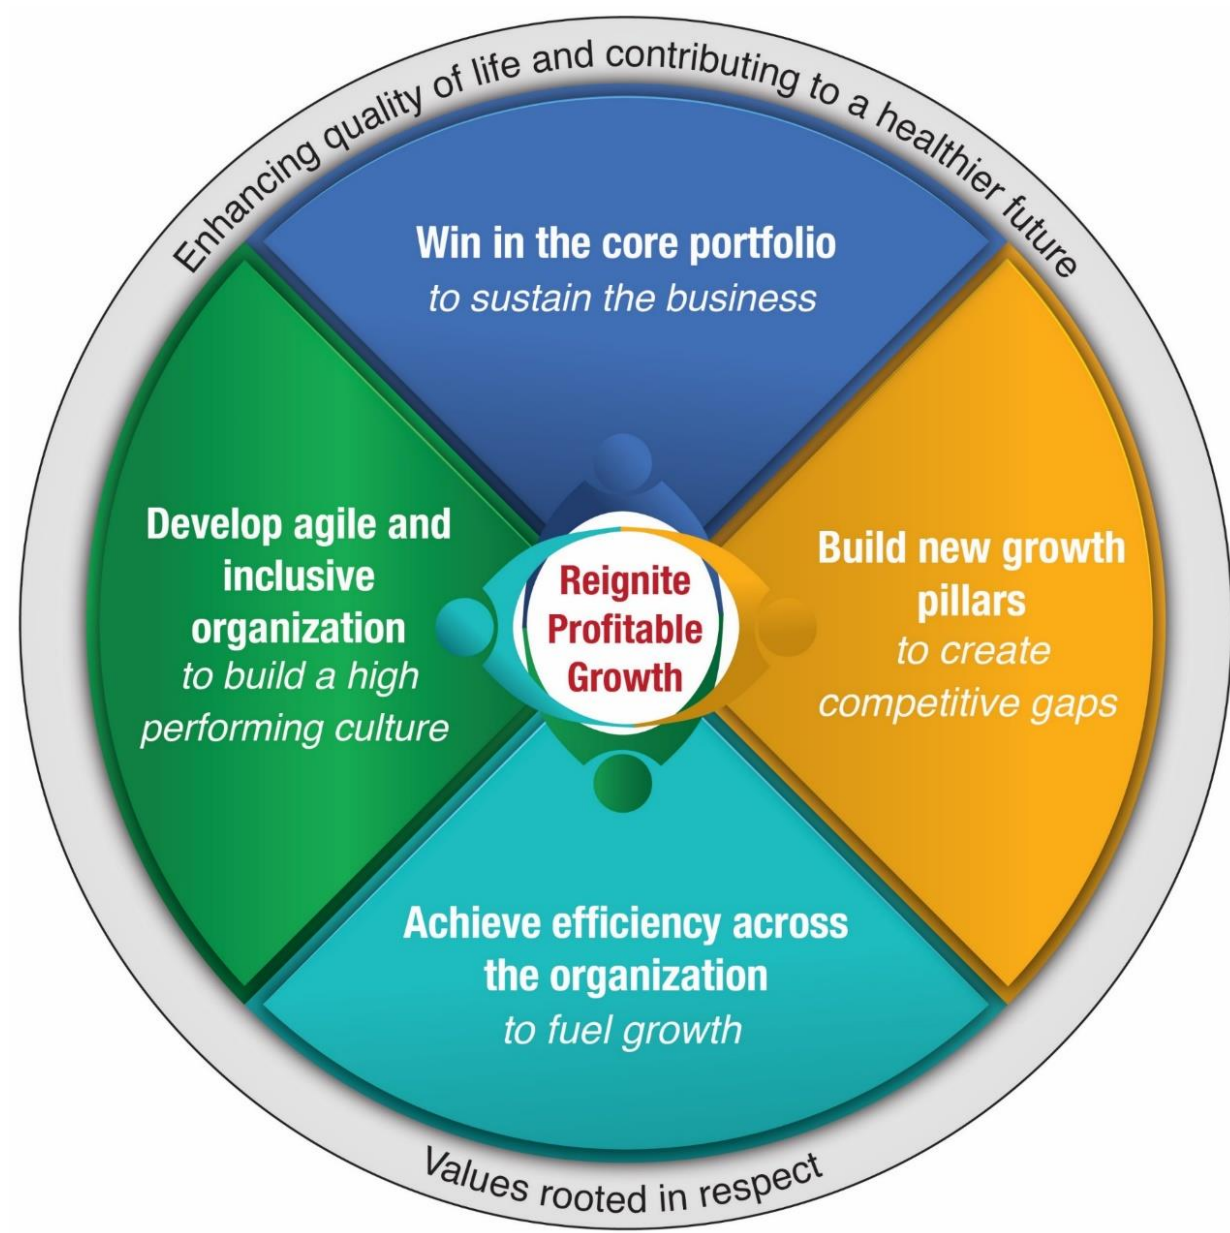 Enhancing quality of life and contributing to a healthier future
Win in the core portfolio
to sustain the business
Develop agile and
inclusive
organization
to build a high
performing culture
Reignite
Profitable
Growth
Build new growth
pillars
to create
competitive gaps
Achieve efficiency across
the organization
to fuel growth
Values rooted in respect